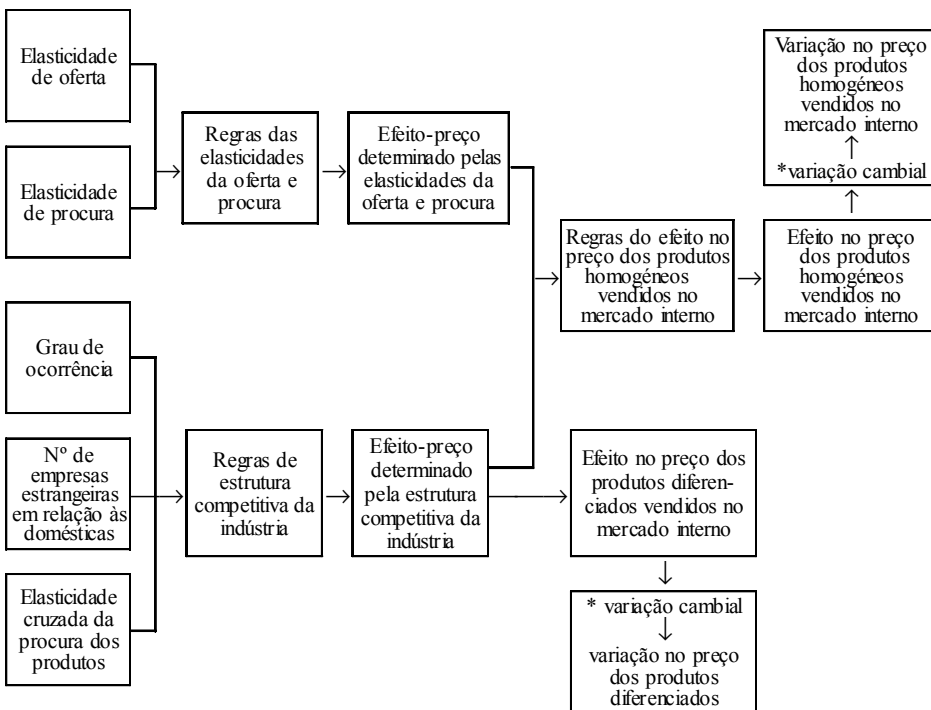 Elasticidade
de oferta
Elasticidade
de procura
Regras das
elasticidades
da oferta e
procura
Efeito-preço
determinado pelas
elasticidades da
oferta e procura
Variação no preço
dos produtos
homogéneos
vendidos no
mercado interno
*variação cambial
Regras do efeito no
preço dos produtos
homogéneos
vendidos no
mercado interno
Efeito no preço
dos produtos
homogéneos
vendidos no
mercado interno
Grau de
ocorrência
Nº de
empresas
estrangeiras
em relação às
domésticas
Elasticidade
cruzada da
procura dos
produtos
Regras de
estrutura
competitiva da
indústria
Efeito-preço
determinado
pela estrutura
competitiva da
indústria
Efeito no preço dos
produtos diferen-
ciados vendidos no
mercado interno
* variação cambial
variação no preço
dos produtos
diferenciados